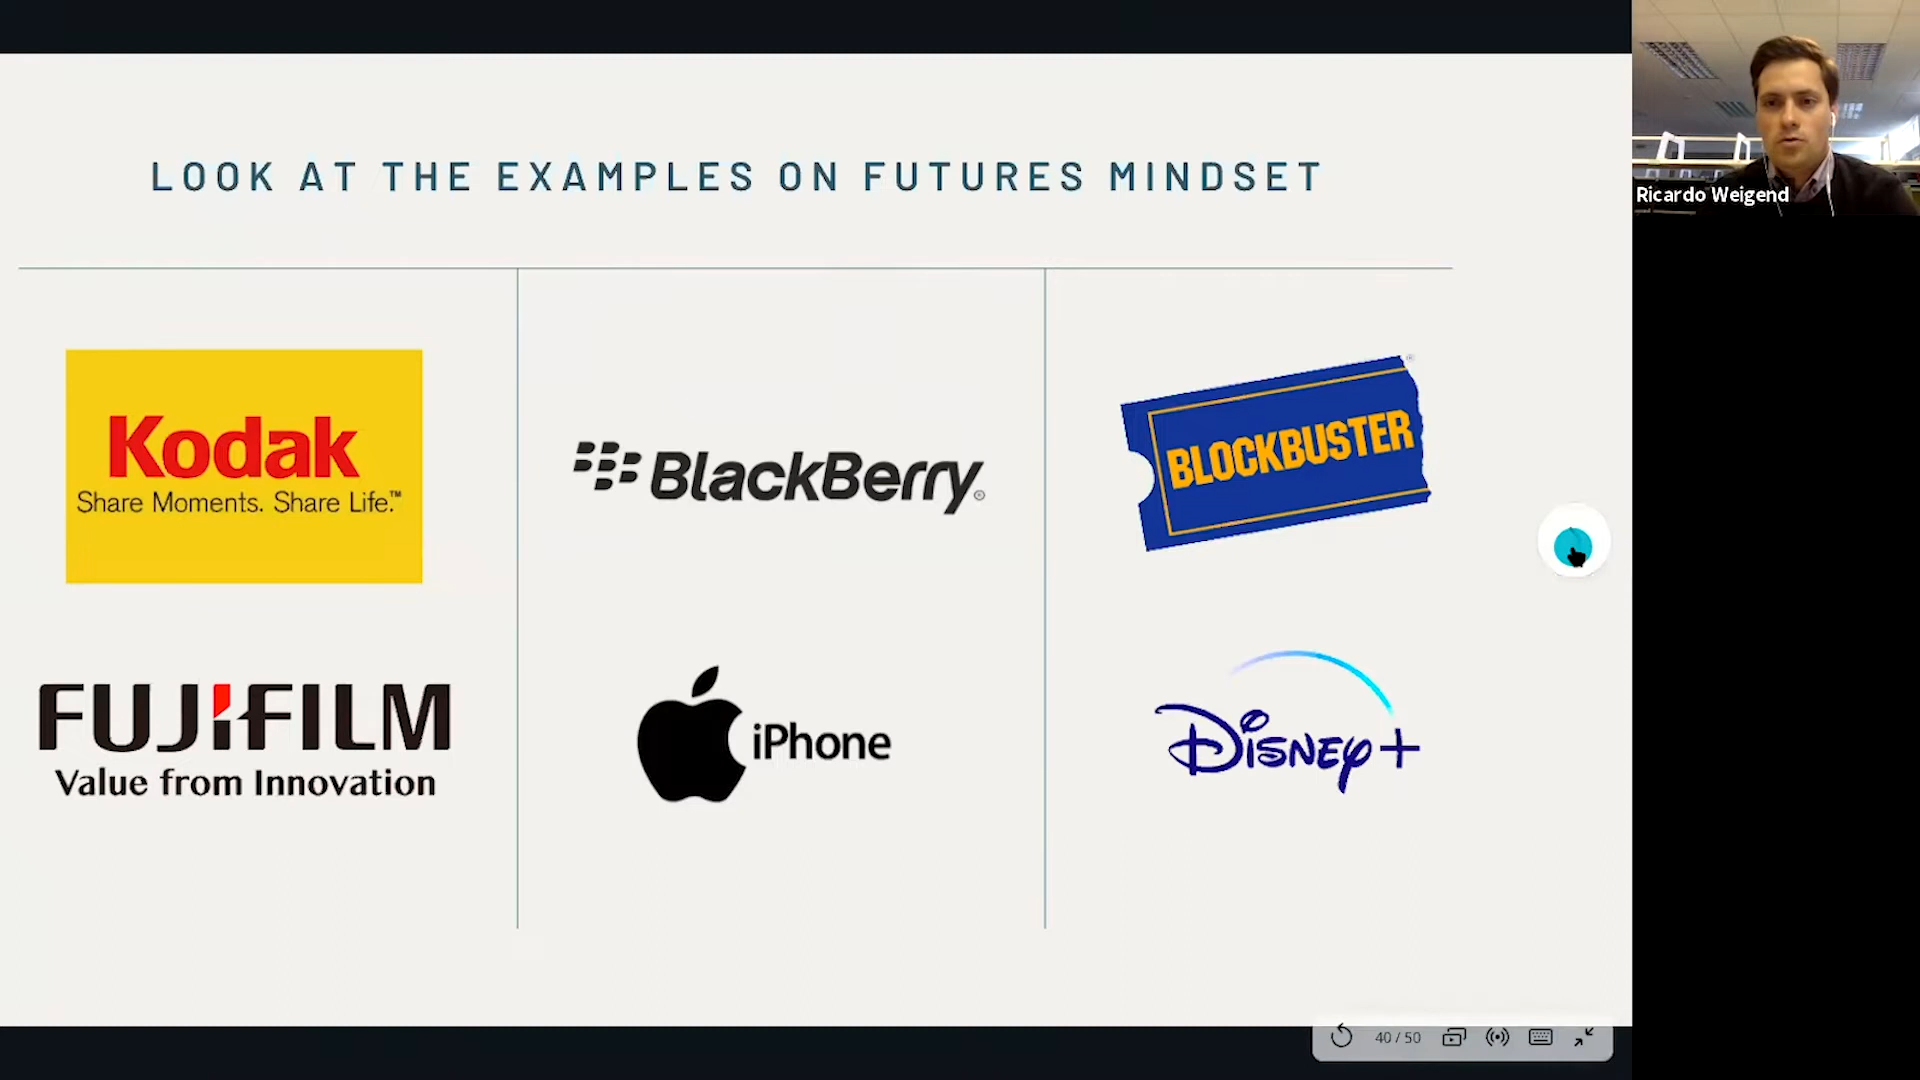 LOOK AT THE EXAMPLES ON FUTURES MINDSET
Ricardo Weigend
Kodak
Share Moments. Share Life.™
BlackBerry®
BLOCKBUSTER®
FUJIFILM
Value from Innovation
iPhone
Disney+
40 / 50